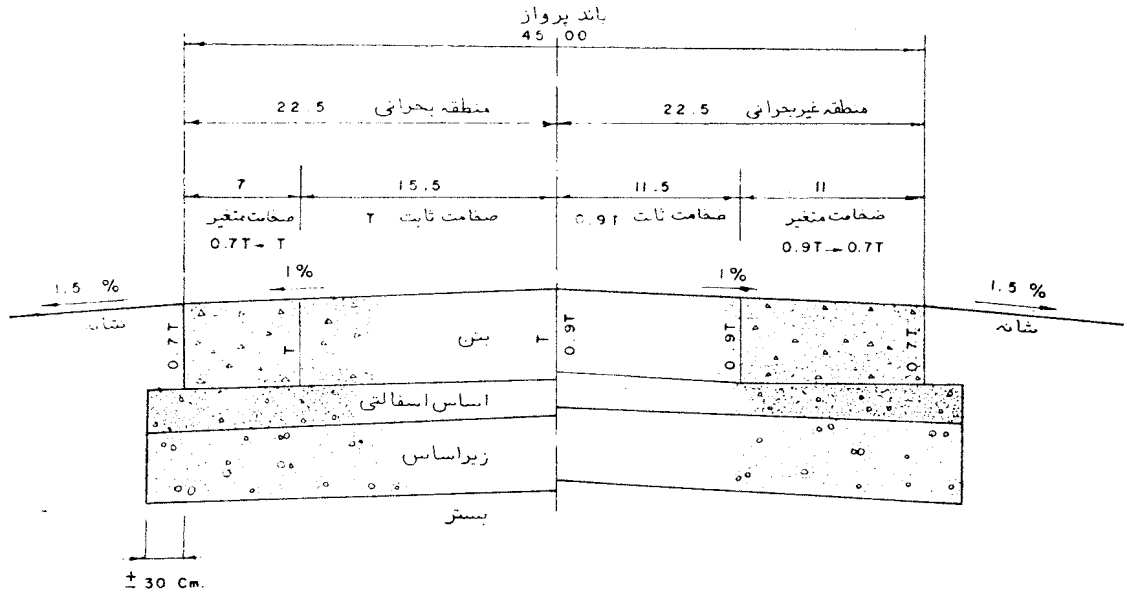 باند پرواز
45 00
22.5 منطقه بحرانی
22.5 منطقه غیربحرانی
7
15.5
11.5
11
ضخامت متغیر
0.7T → T
ضخامت ثابت T
ضخامت ثابت 0.9T
ضخامت متغیر
0.9T → 0.7T
1.5 %
1%
1%
1.5 %
شانه
شانه
0.7T
T
بتن
T
0.9T
0.9T
0.7T
اساس اسفالتی
زیراساس
بستر
± 30 Cm.